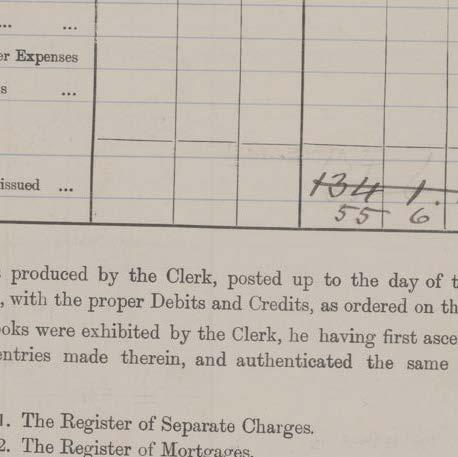 ... ...
er Expenses
s ...
issued ... 134 1.
55 6
s produced by the Clerk, posted up to the day of t
, with the proper Debits and Credits, as ordered on th
ooks were exhibited by the Clerk, he having first asce
entries made therein, and authenticated the same
1. The Register of Separate Charges.
2. The Register of Mortgages.